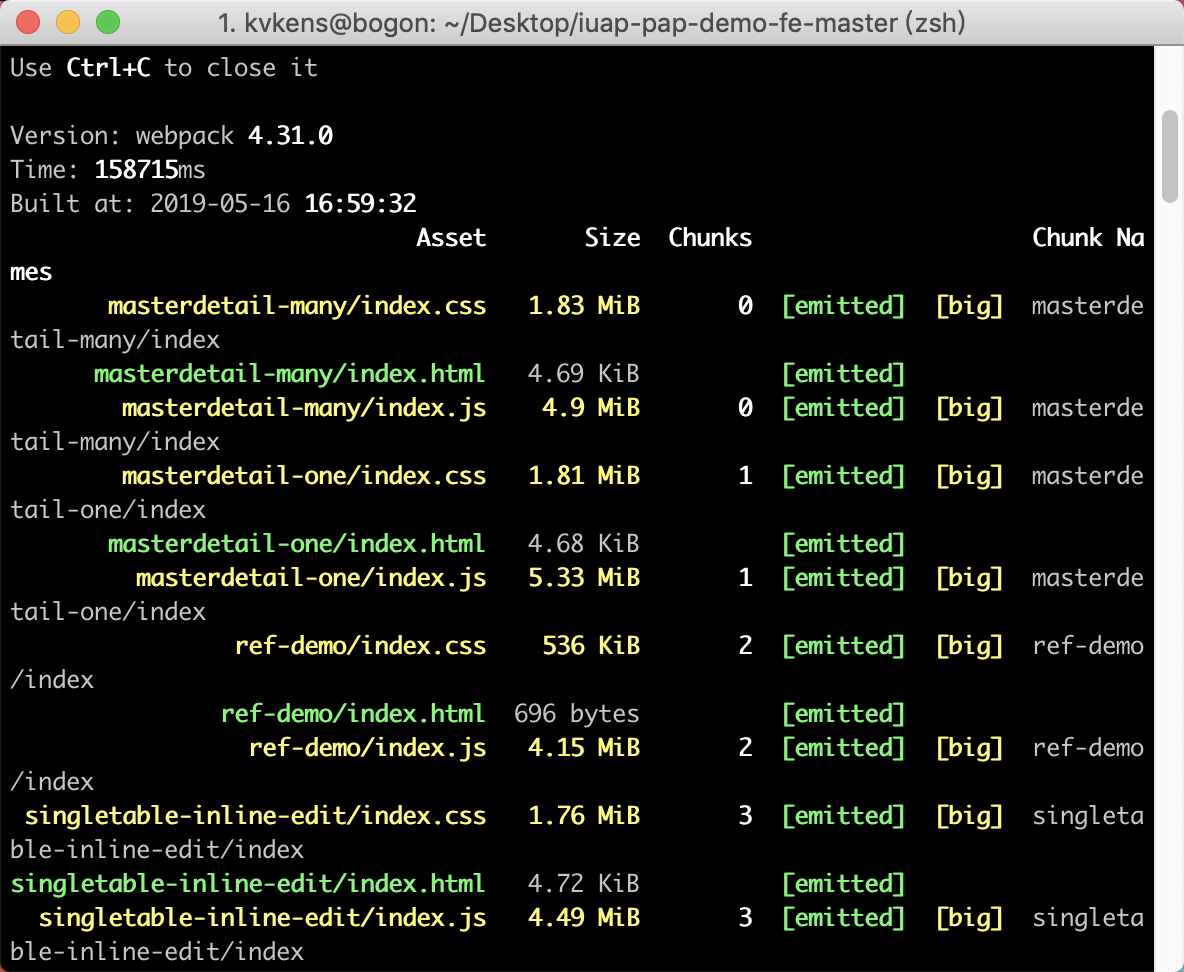 1. kvkens@bogon: ~/Desktop/iuap-pap-demo-fe-master (zsh)
Use Ctrl+C to close it
Version: webpack 4.31.0
Time: 158715ms
Built at: 2019-05-16 16:59:32
Asset Size Chunks Chunk Na
mes
masterdetail-many/index.css 1.83 MiB 0 [emitted] [big] masterde
tail-many/index
masterdetail-many/index.html 4.69 KiB [emitted]
masterdetail-many/index.js 4.9 MiB 0 [emitted] [big] masterde
tail-many/index
masterdetail-one/index.css 1.81 MiB 1 [emitted] [big] masterde
tail-one/index
masterdetail-one/index.html 4.68 KiB [emitted]
masterdetail-one/index.js 5.33 MiB 1 [emitted] [big] masterde
tail-one/index
ref-demo/index.css 536 KiB 2 [emitted] [big] ref-demo
/index
ref-demo/index.html 696 bytes [emitted]
ref-demo/index.js 4.15 MiB 2 [emitted] [big] ref-demo
/index
singletable-inline-edit/index.css 1.76 MiB 3 [emitted] [big] singleta
ble-inline-edit/index
singletable-inline-edit/index.html 4.72 KiB [emitted]
singletable-inline-edit/index.js 4.49 MiB 3 [emitted] [big] singleta
ble-inline-edit/index